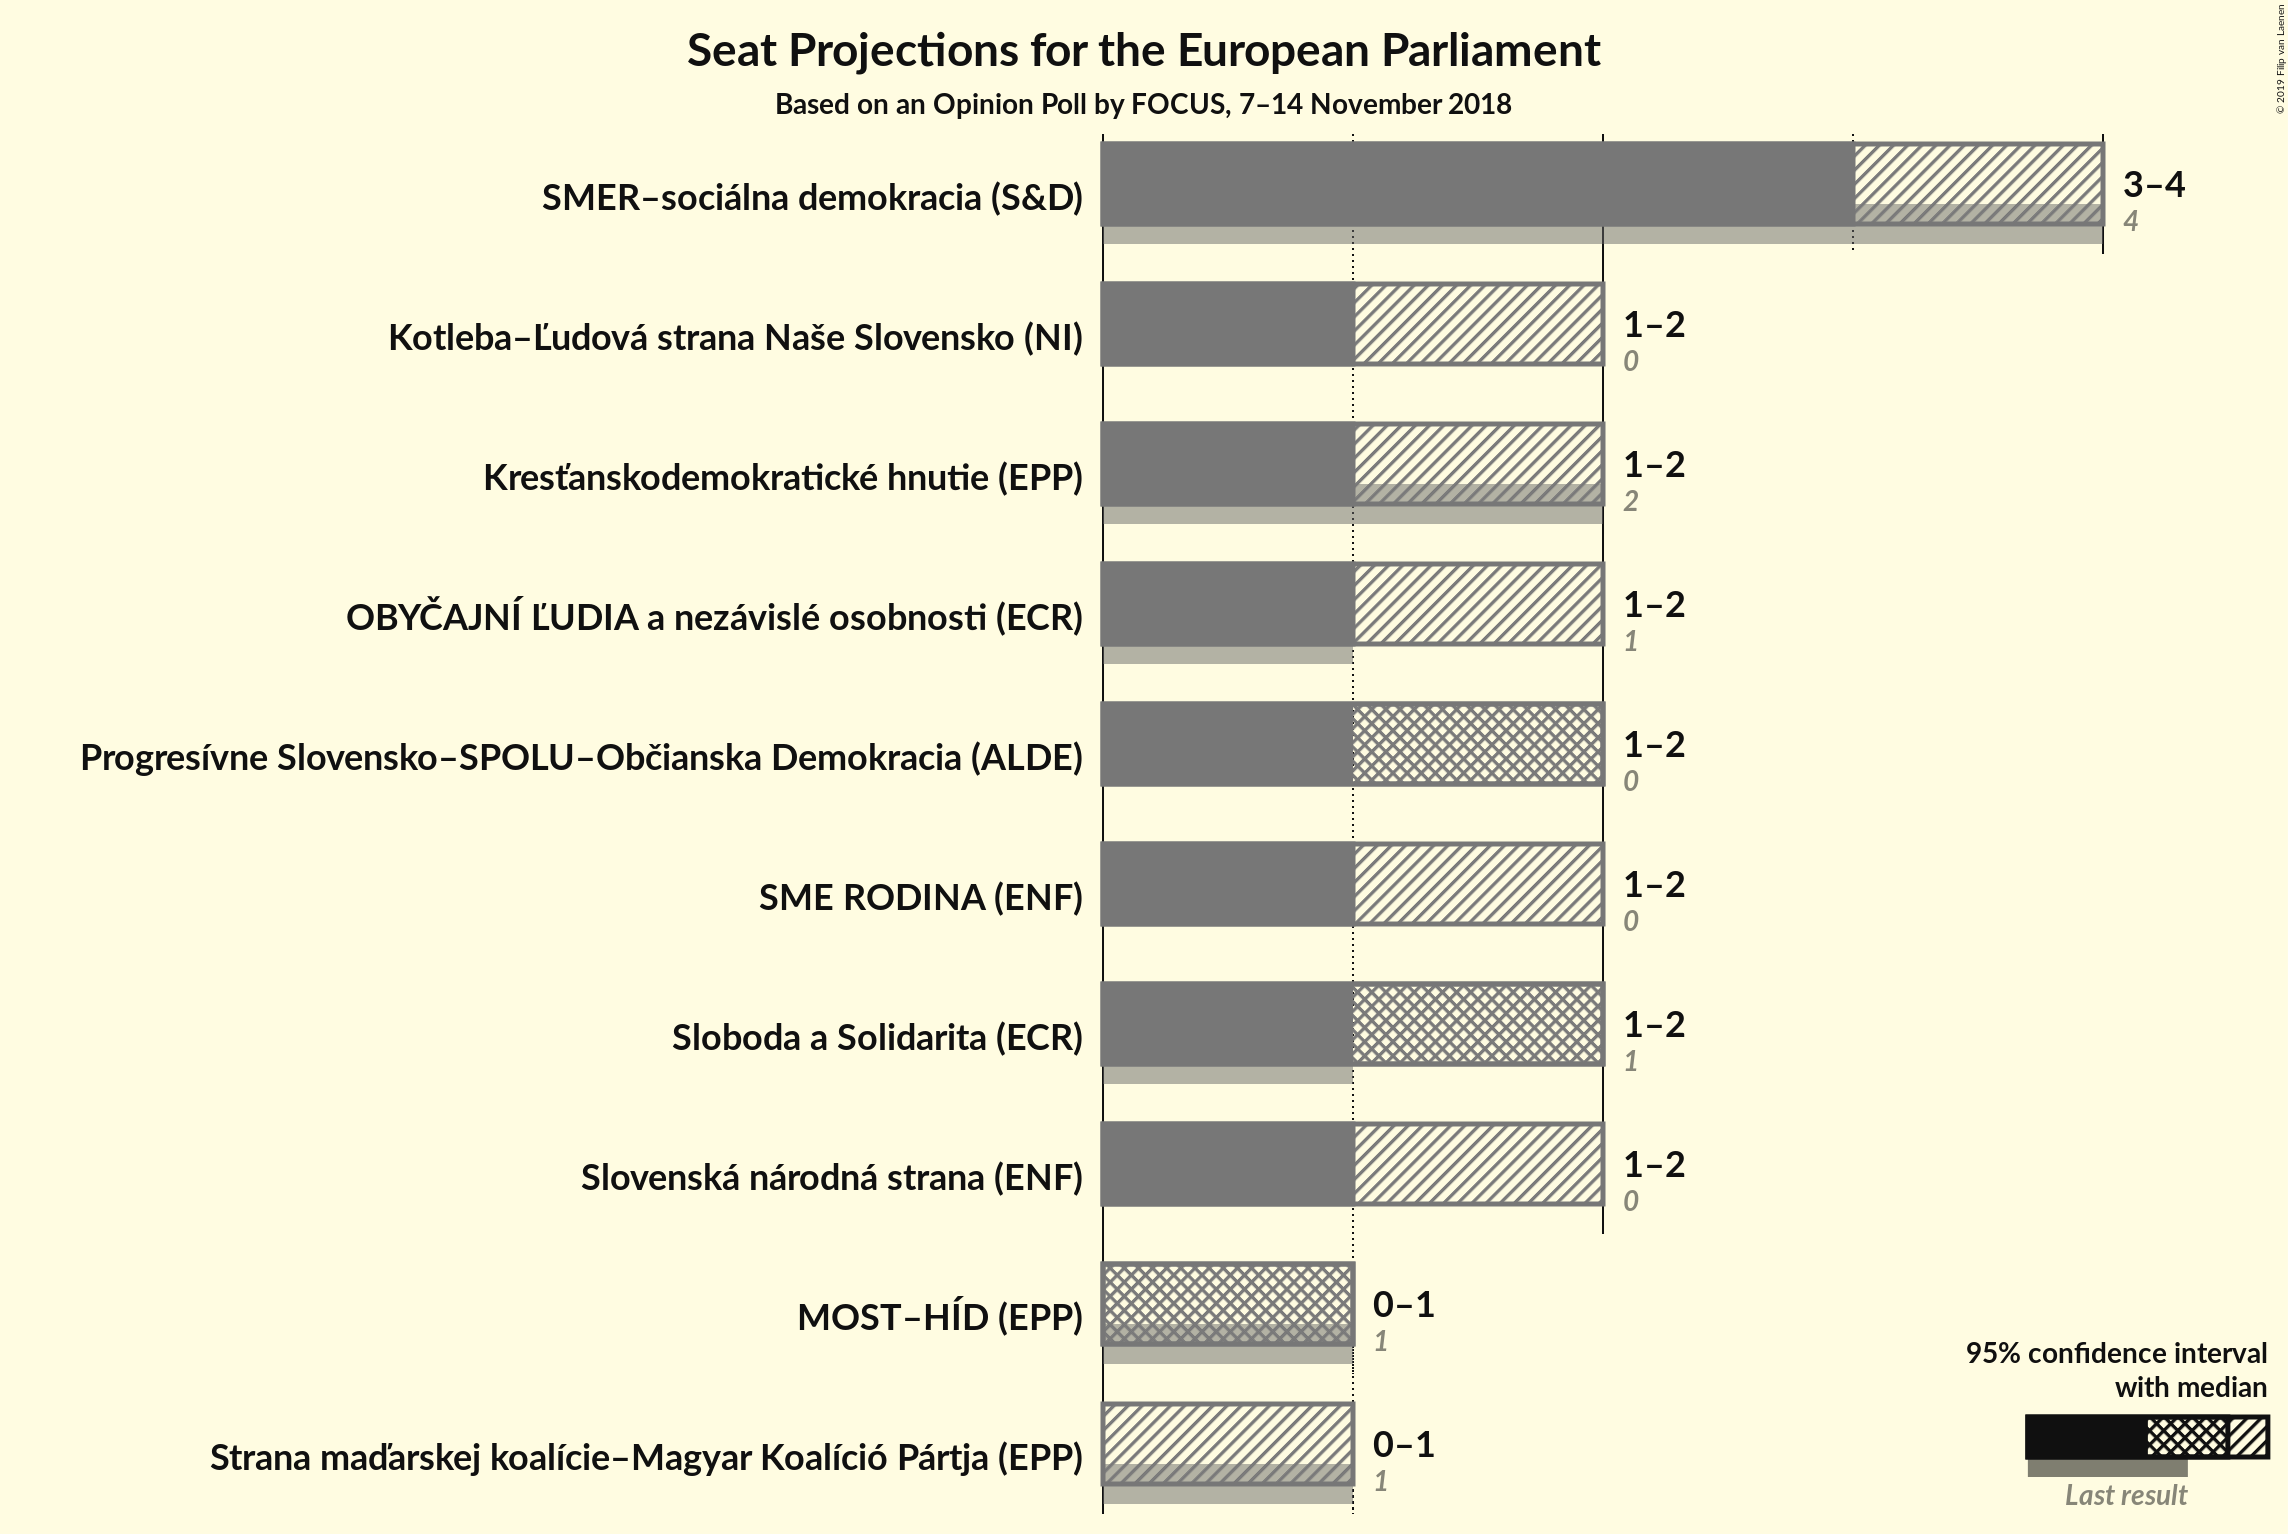 Seat Projections for the European Parliament
Based on an Opinion Poll by FOCUS, 7–14 November 2018
© 2019 Filip van Laenen
SMER–sociálna demokracia (S&D)
3–4
4
Kotleba–Ľudová strana Naše Slovensko (NI)
1–2
0
Kresťanskodemokratické hnutie (EPP)
1–2
2
OBYČAJNÍ ĽUDIA a nezávislé osobnosti (ECR)
1–2
1
Progresívne Slovensko–SPOLU–Občianska Demokracia (ALDE)
1–2
0
SME RODINA (ENF)
1–2
0
Sloboda a Solidarita (ECR)
1–2
1
Slovenská národná strana (ENF)
1–2
0
MOST–HÍD (EPP)
0–1
1
Strana maďarskej koalície–Magyar Koalíció Pártja (EPP)
0–1
1
95% confidence interval
with median
Last result